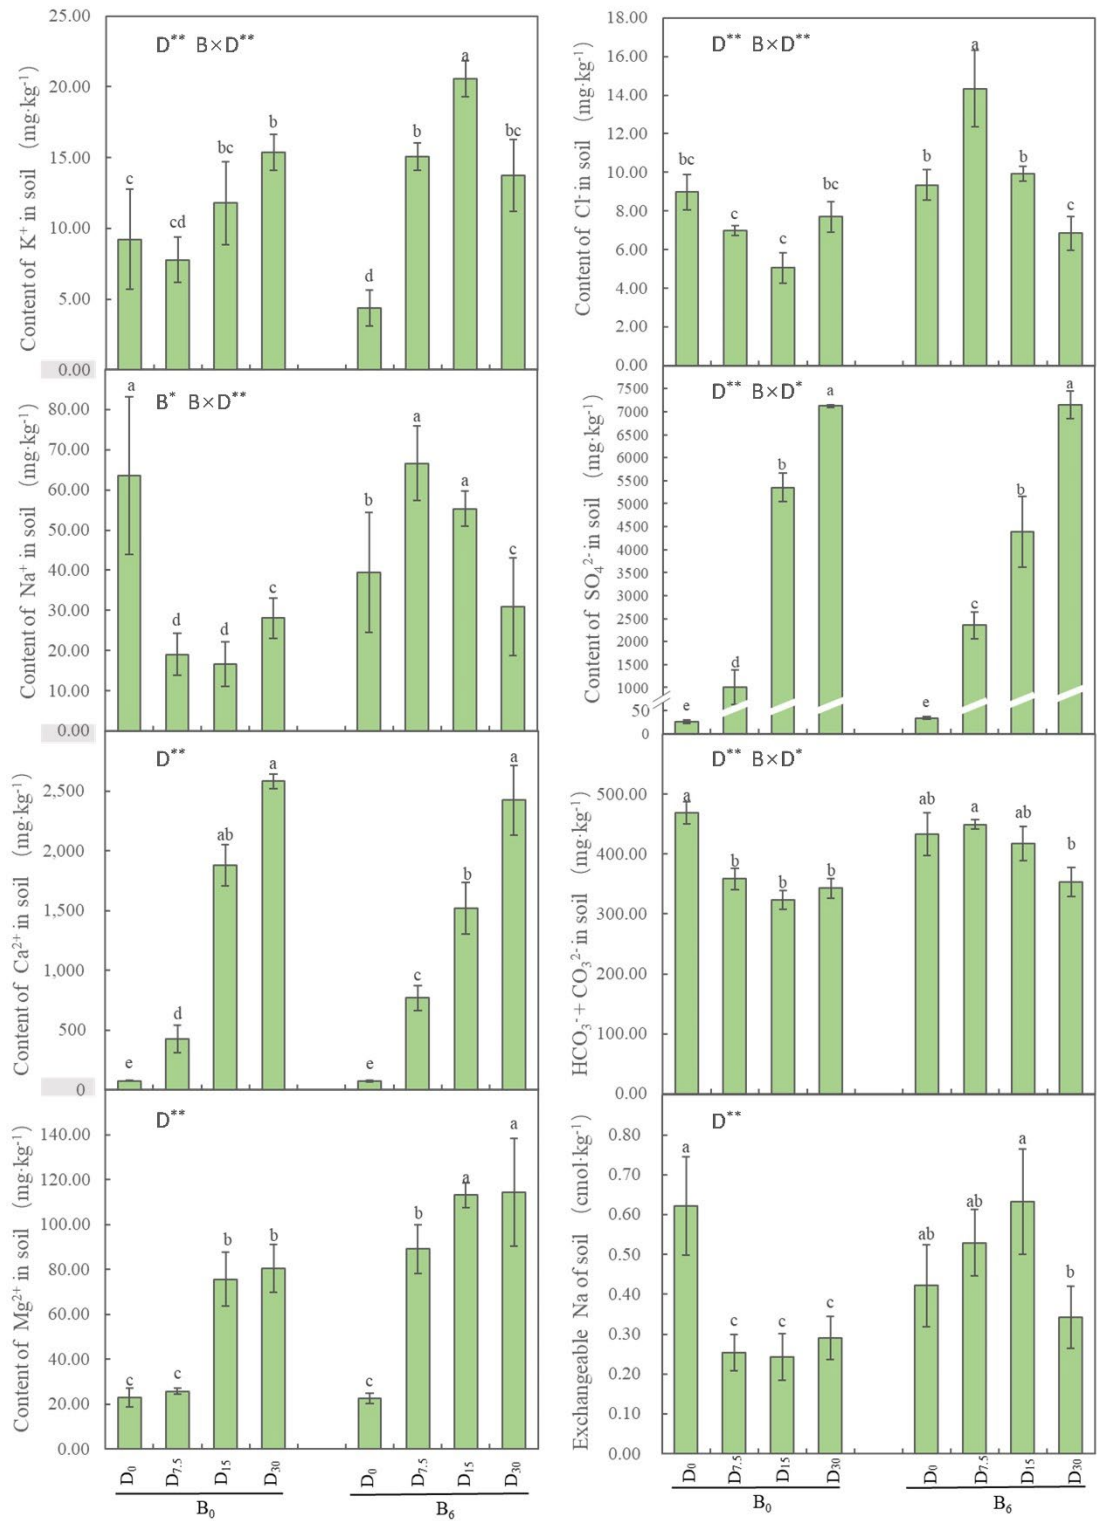 Content of K⁺ in soil (mg·kg⁻¹)
25.00
20.00
15.00
10.00
5.00
0.00
D** B×D**
c
cd
bc
b
d
b
a
bc
Content of Cl⁻ in soil (mg·kg⁻¹)
18.00
16.00
14.00
12.00
10.00
8.00
6.00
4.00
2.00
0.00
D** B×D**
bc
c
c
bc
b
a
b
c
Content of Na⁺ in soil (mg·kg⁻¹)
80.00
70.00
60.00
50.00
40.00
30.00
20.00
10.00
0.00
B* B×D**
a
d
d
c
b
a
a
c
Content of SO₄²⁻ in soil (mg·kg⁻¹)
7500
7000
6500
6000
5500
5000
4500
4000
3500
3000
2500
2000
1500
1000
50
0
D** B×D*
e
d
b
a
e
c
b
a
Content of Ca²⁺ in soil (mg·kg⁻¹)
2,500
2,000
1,500
1,000
500
0
D**
e
d
ab
a
e
c
b
a
HCO₃⁻ + CO₃²⁻ in soil (mg·kg⁻¹)
500.00
400.00
300.00
200.00
100.00
0.00
D** B×D*
a
b
b
b
ab
a
ab
b
Content of Mg²⁺ in soil (mg·kg⁻¹)
140.00
120.00
100.00
80.00
60.00
40.00
20.00
0.00
D**
c
c
b
b
c
b
a
a
D₀ D₇.₅ D₁₅ D₃₀ D₀ D₇.₅ D₁₅ D₃₀
B₀ B₆
Exchangeable Na of soil (cmol·kg⁻¹)
0.80
0.70
0.60
0.50
0.40
0.30
0.20
0.10
0.00
D**
a
c
c
c
ab
ab
a
b
D₀ D₇.₅ D₁₅ D₃₀ D₀ D₇.₅ D₁₅ D₃₀
B₀ B₆